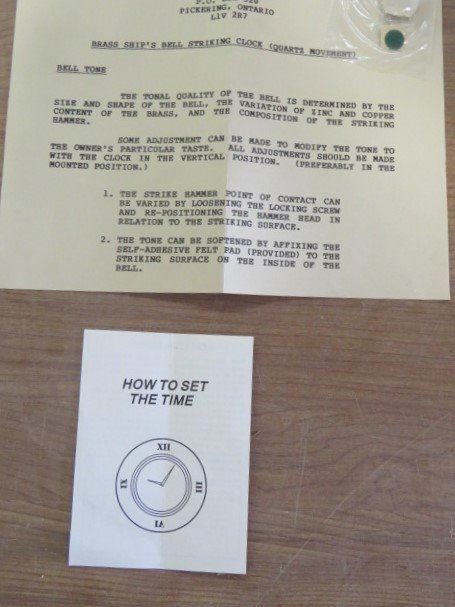 PICKERING, ONTARIO
L1V 2R7
BRASS SHIP'S BELL STRIKING CLOCK (QUARTZ MOVEMENT)
BELL TONE
THE TONAL QUALITY OF THE BELL IS DETERMINED BY THE
SIZE AND SHAPE OF THE BELL, THE VARIATION OF ZINC AND COPPER
CONTENT OF THE BRASS, AND THE COMPOSITION OF THE STRIKING
HAMMER.
SOME ADJUSTMENT CAN BE MADE TO MODIFY THE TONE TO
THE OWNER'S PARTICULAR TASTE. ALL ADJUSTMENTS SHOULD BE MADE
WITH THE CLOCK IN THE VERTICAL POSITION. (PREFERABLY IN THE
MOUNTED POSITION.)
1. THE STRIKE HAMMER POINT OF CONTACT CAN
BE VARIED BY LOOSENING THE LOCKING SCREW
AND RE-POSITIONING THE HAMMER HEAD IN
RELATION TO THE STRIKING SURFACE.
2. THE TONE CAN BE SOFTENED BY AFFIXING THE
SELF-ADHESIVE FELT PAD (PROVIDED) TO THE
STRIKING SURFACE ON THE INSIDE OF THE
BELL.
HOW TO SET
THE TIME
XII
IX
III
VI